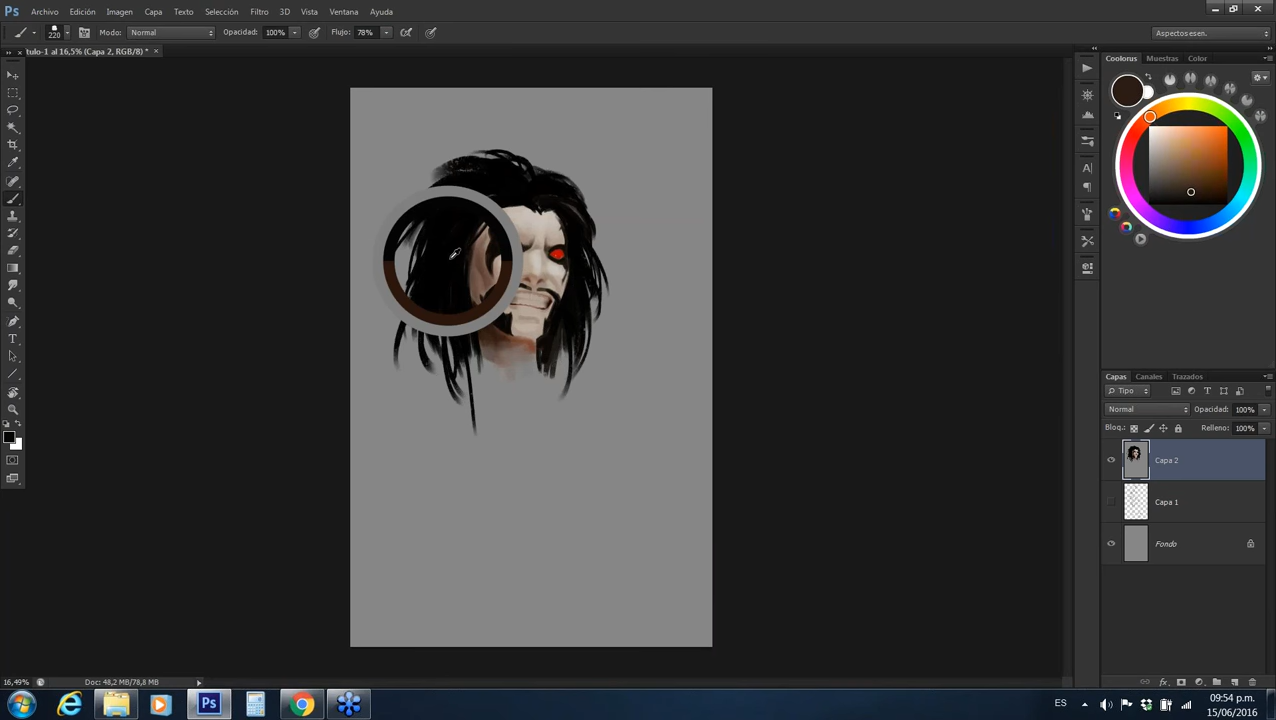 Ps Archivo Edición Imagen Capa Texto Selección Filtro 3D Vista Ventana Ayuda
220 Modo: Normal Opacidad: 100% Flujo: 78% Aspectos esen.
tulo-1 al 16,5% (Capa 2, RGB/8) *
Coolorus Muestras Color
Capas Canales Trazados
Tipo
Normal Opacidad: 100%
Bloq.: Relleno: 100%
Capa 2
Capa 1
Fondo
16,49% Doc: 48,2 MB/78,8 MB
Ps ES 09:54 p.m.
15/06/2016